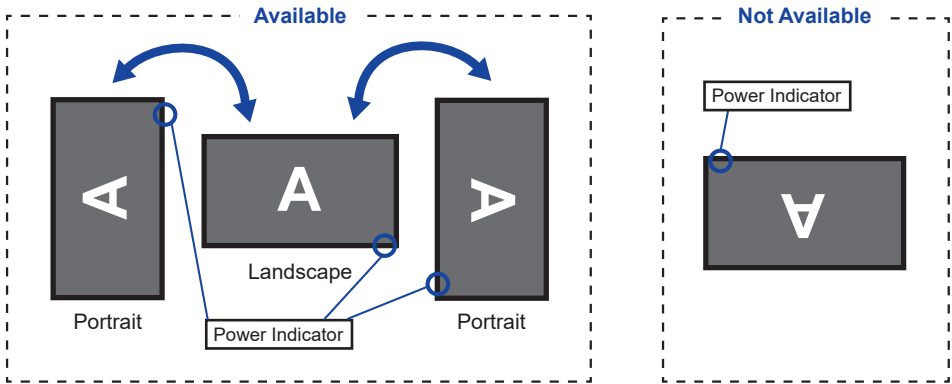 Available
A
A
A
Landscape
Portrait
Power Indicator
Portrait
Not Available
Power Indicator
A